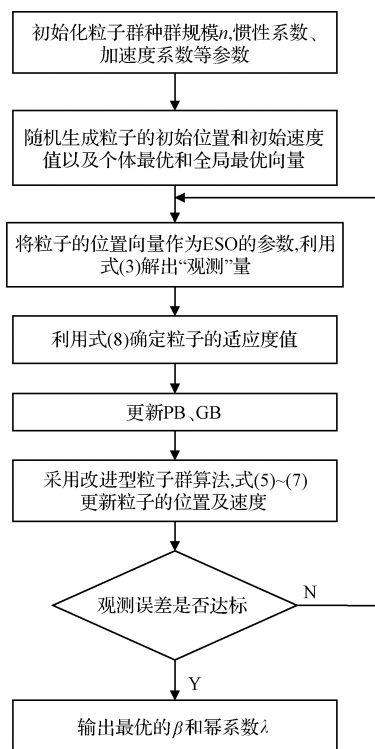 初始化粒子群种群规模n,惯性系数、
加速度系数等参数
随机生成粒子的初始位置和初始速度
值以及个体最优和全局最优向量
将粒子的位置向量作为ESO的参数,利用
式(3)解出“观测”量
利用式(8)确定粒子的适应度值
更新PB、GB
采用改进型粒子群算法,式(5)~(7)
更新粒子的位置及速度
观测误差是否达标
N
Y
输出最优的β和幂系数λ